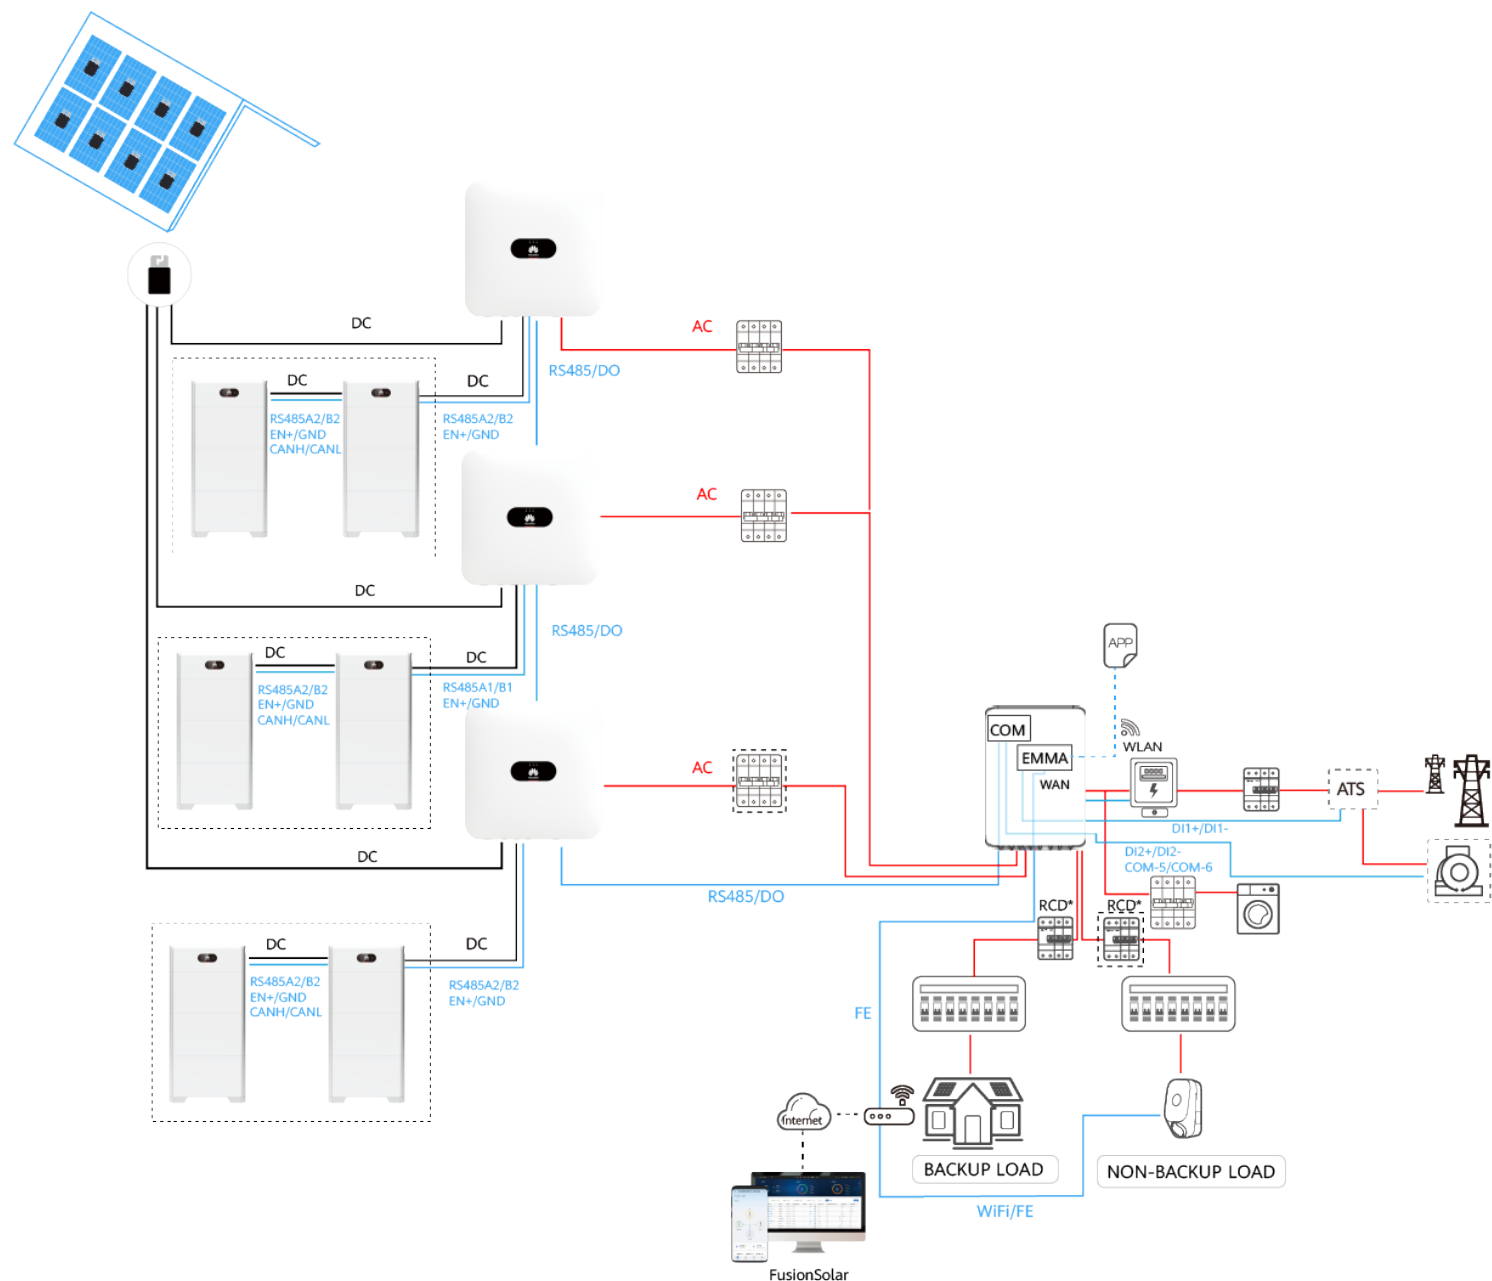 DC
AC
RS485/DO
DC
DC
RS485A2/B2
EN+/GND
CANH/CANL
RS485A2/B2
EN+/GND
AC
DC
RS485/DO
DC
DC
RS485A2/B2
EN+/GND
CANH/CANL
RS485A1/B1
EN+/GND
APP
COM
EMMA
WAN
WLAN
AC
ATS
DI1+/DI1-
DI2+/DI2-
COM-5/COM-6
DC
RS485/DO
RCD*
RCD*
DC
DC
RS485A2/B2
EN+/GND
CANH/CANL
RS485A2/B2
EN+/GND
FE
Internet
BACKUP LOAD
NON-BACKUP LOAD
WiFi/FE
FusionSolar